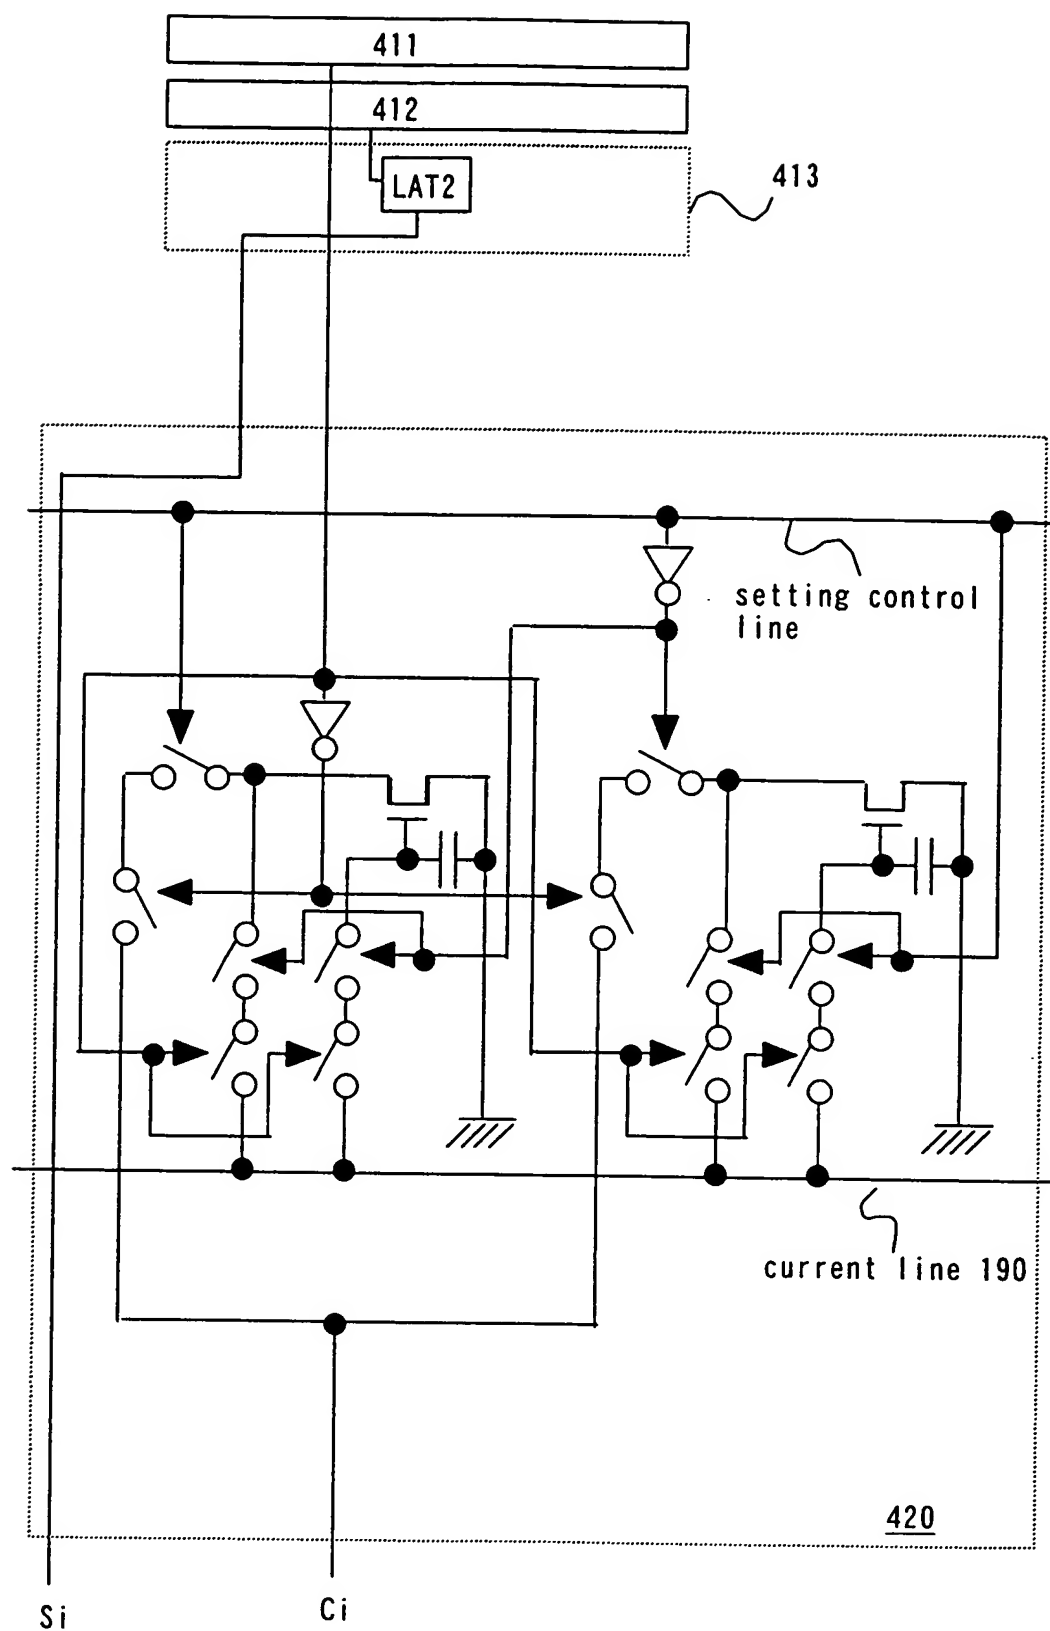 411
412
LAT2
413
setting control
line
current line 190
420
Si
Ci